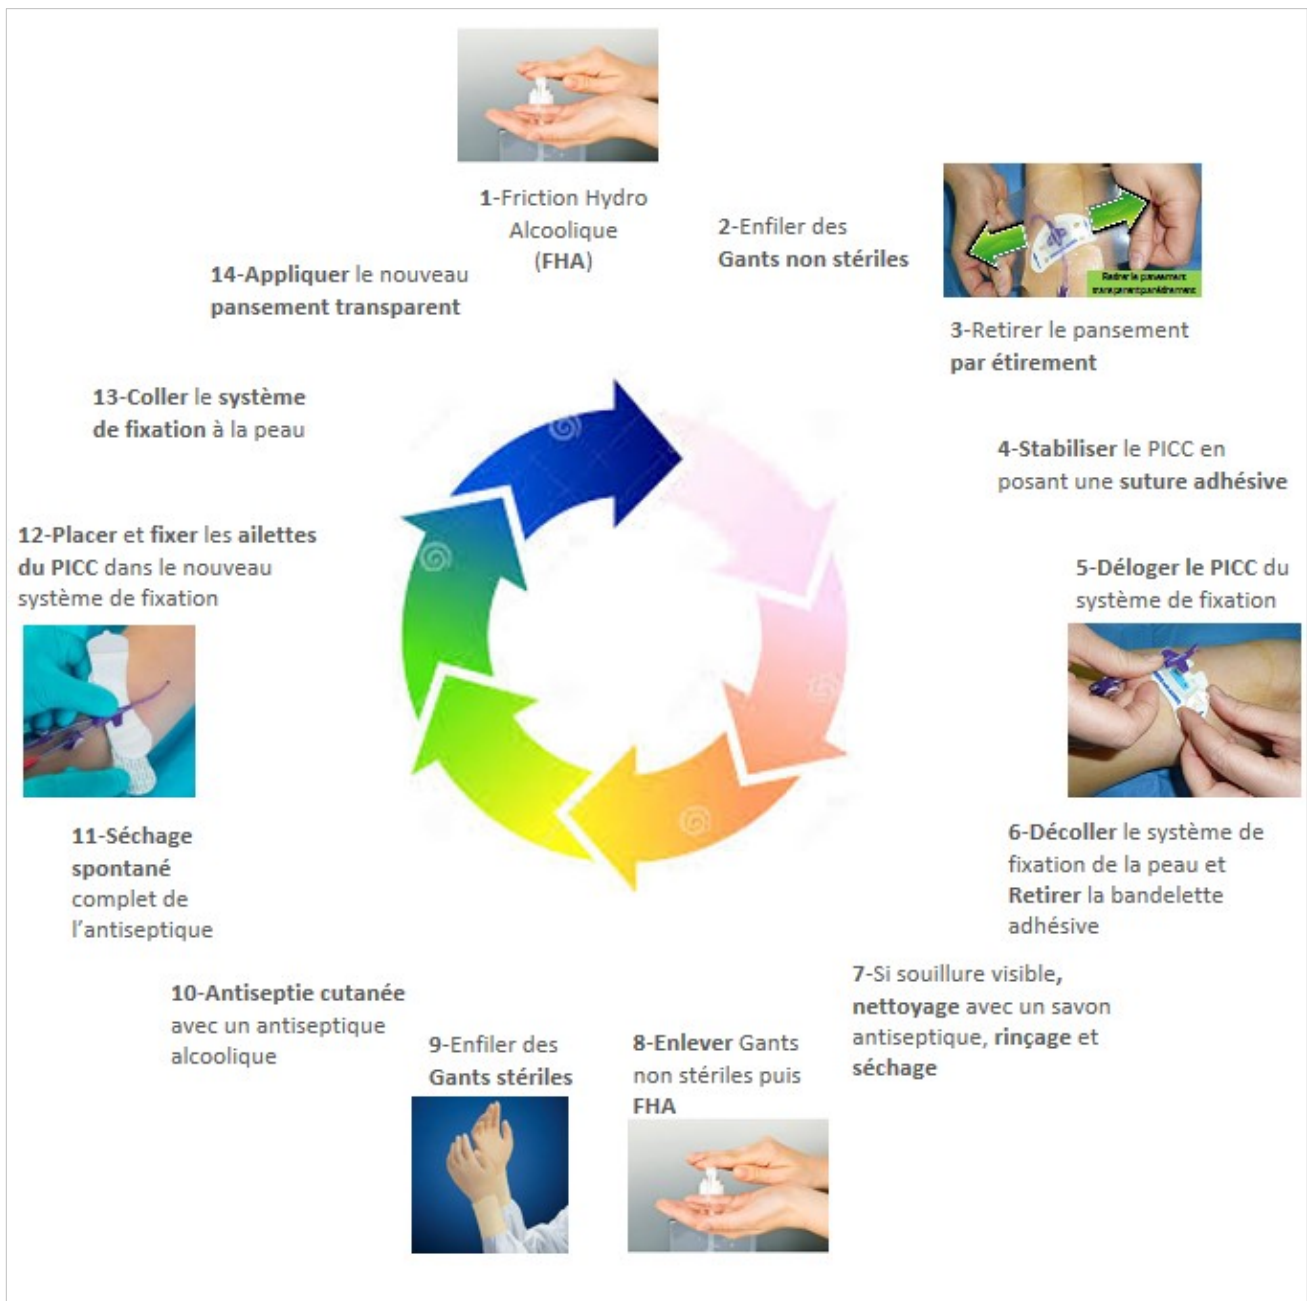 1-Friction Hydro
Alcoolique
(FHA)
2-Enfiler des
Gants non stériles
Retirer le pansement
3-Retirer le pansement
par étirement
4-Stabiliser le PICC en
posant une suture adhésive
5-Déloger le PICC du
système de fixation
6-Décoller le système de
fixation de la peau et
Retirer la bandelette
adhésive
7-Si souillure visible,
nettoyage avec un savon
antiseptique, rinçage et
séchage
8-Enlever Gants
non stériles puis
FHA
9-Enfiler des
Gants stériles
10-Antiseptie cutanée
avec un antiseptique
alcoolique
11-Séchage
spontané
complet de
l’antiseptique
12-Placer et fixer les ailettes
du PICC dans le nouveau
système de fixation
13-Coller le système
de fixation à la peau
14-Appliquer le nouveau
pansement transparent